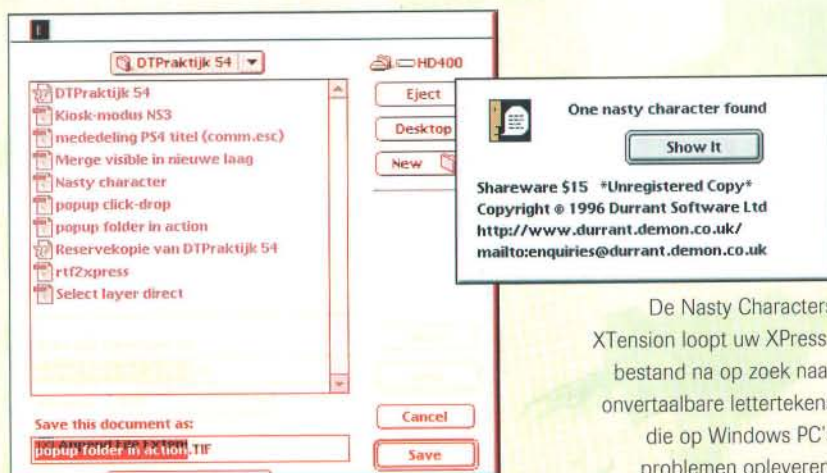 DTPraktijk 54
HD400
DTPraktijk 54
Kiosk-modus NS3
mededeling PS4 titel (comm.esc)
Merge visible in nieuwe laag
Nasty character
popup click-drop
popup folder in action
Reservekopie van DTPraktijk 54
rtf2xpress
Select layer direct
Eject
Desktop
New
Save this document as:
Append File Exten
popup folder in action.TIF
Cancel
Save
One nasty character found
Show It
Shareware $15 *Unregistered Copy*
Copyright © 1996 Durrant Software Ltd
http://www.durrant.demon.co.uk/
mailto:enquiries@durrant.demon.co.uk
De Nasty Characters
XTension loopt uw XPress
bestand na op zoek naar
onvertaalbare lettertekens
die op Windows PC'
problemen opleveren